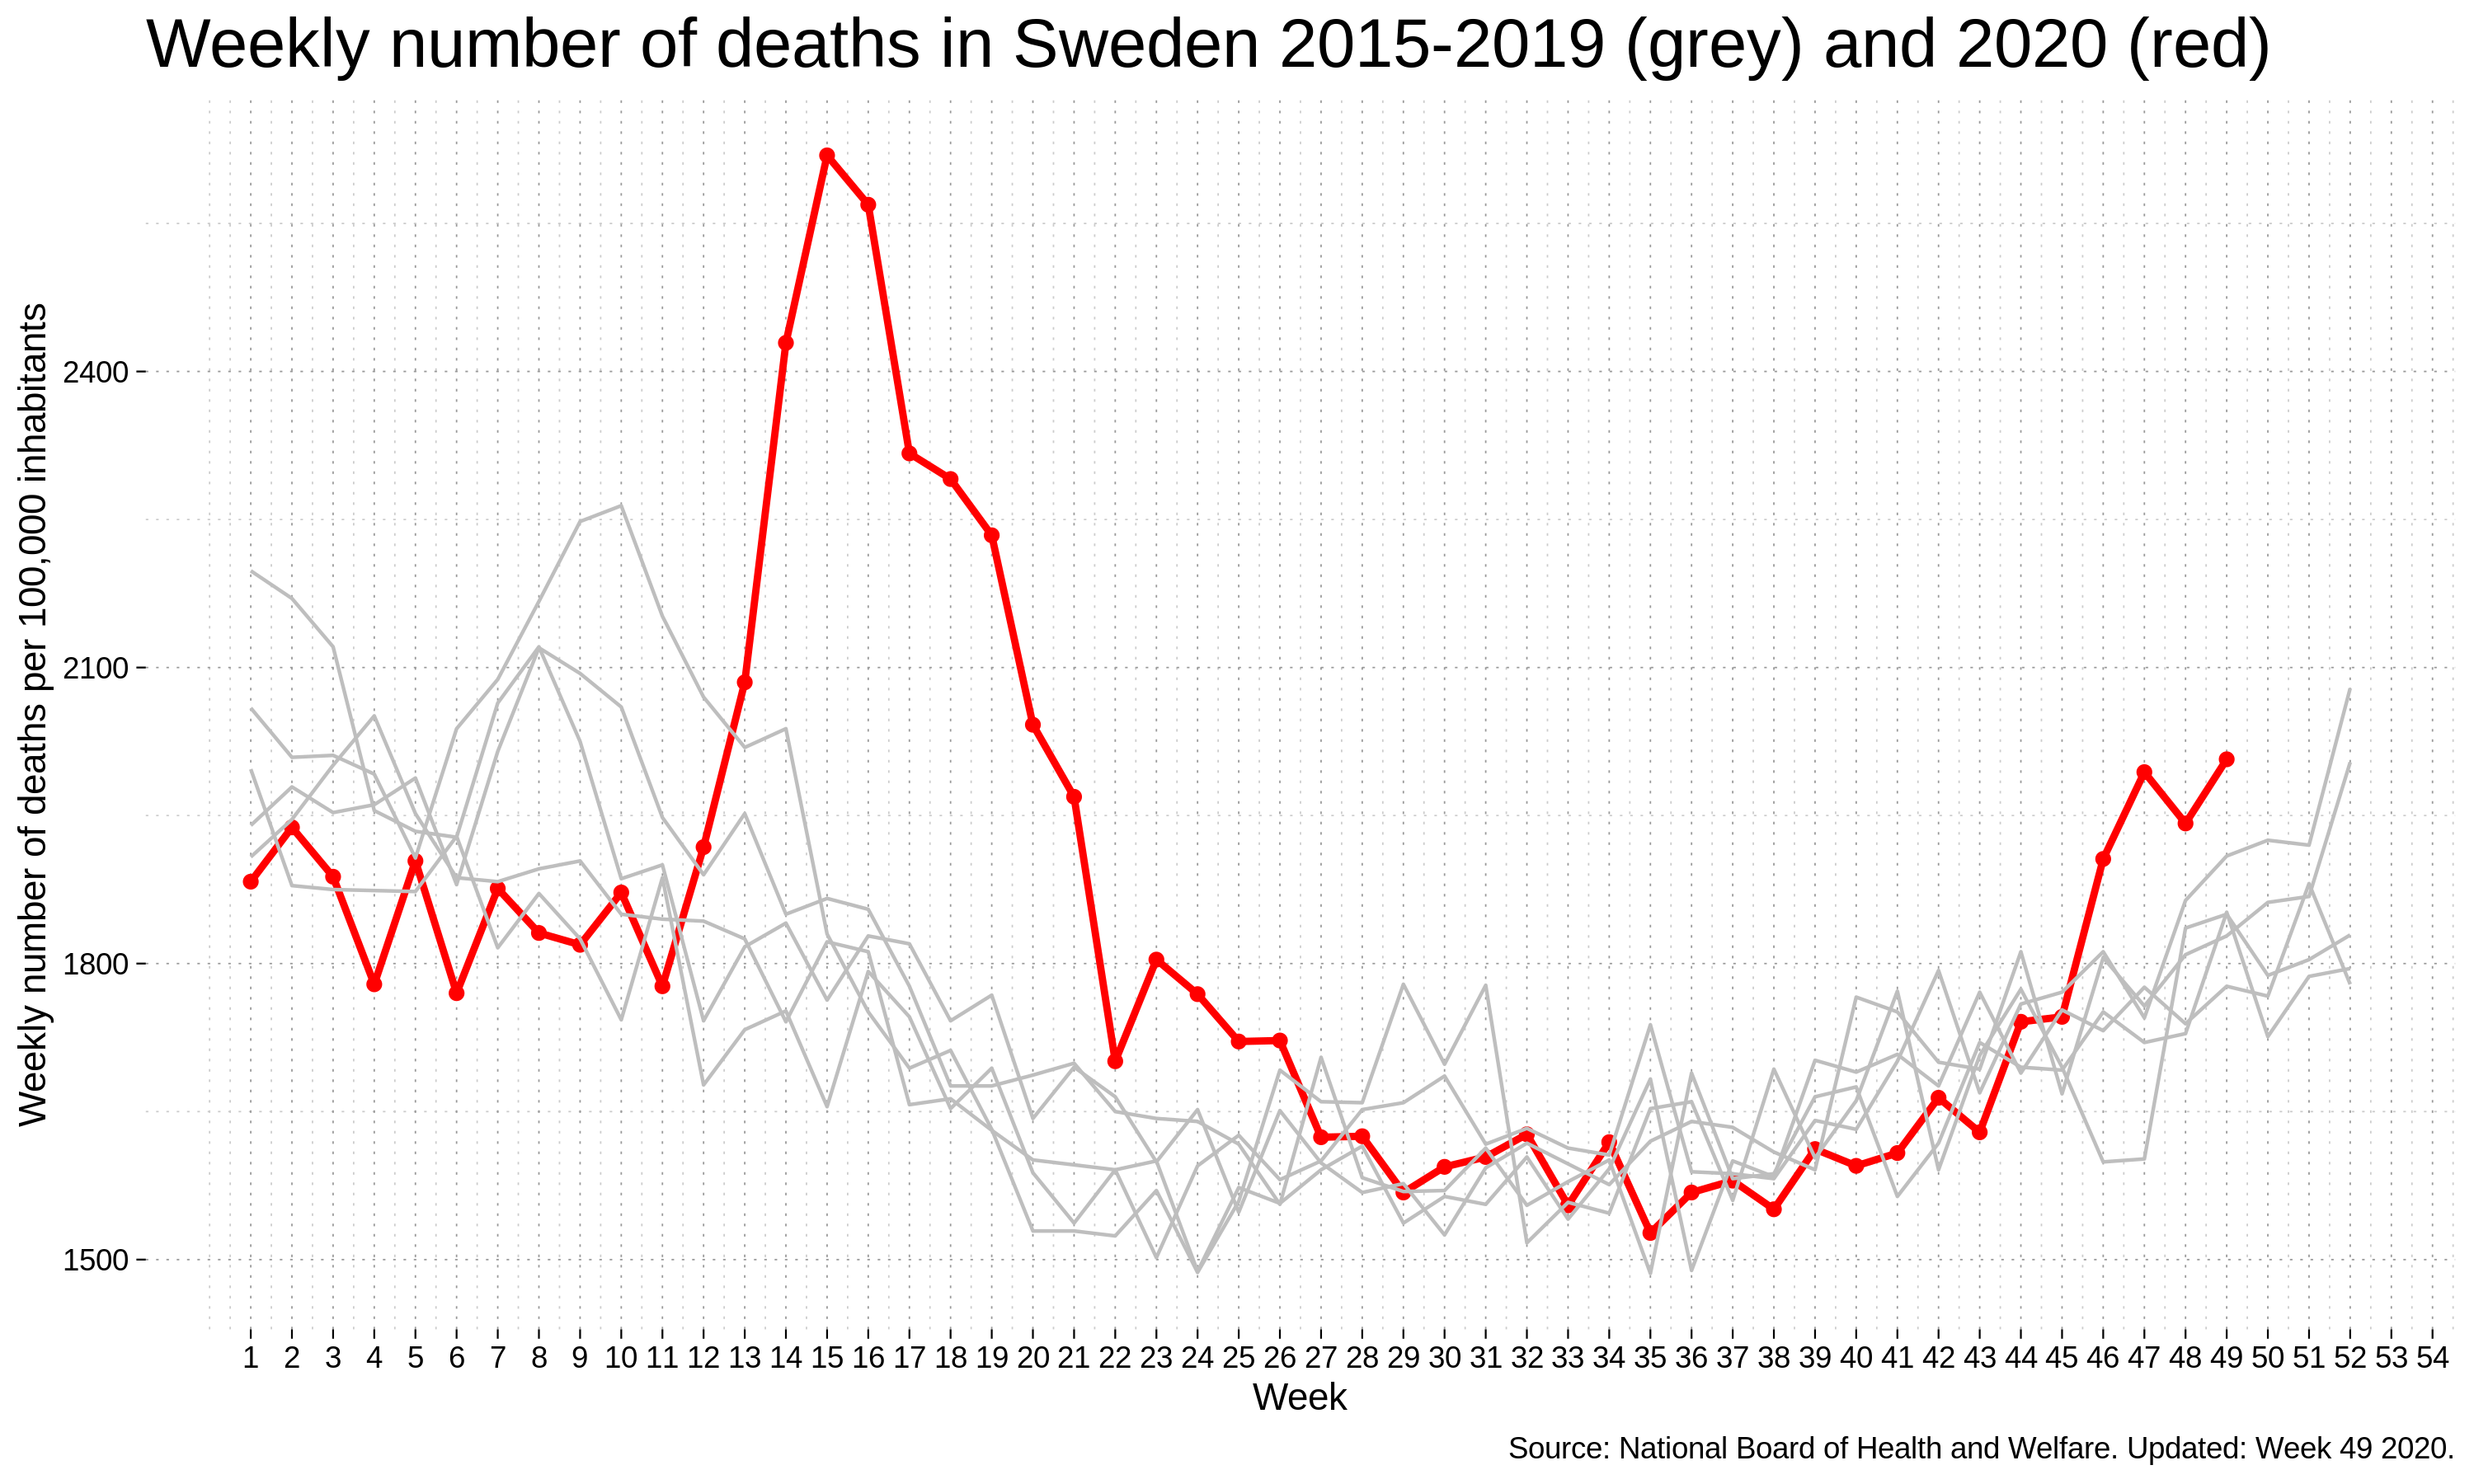 Weekly number of deaths in Sweden 2015-2019 (grey) and 2020 (red)
Weekly number of deaths per 100,000 inhabitants
2400
2100
1800
1500
1 2 3 4 5 6 7 8 9 10 11 12 13 14 15 16 17 18 19 20 21 22 23 24 25 26 27 28 29 30 31 32 33 34 35 36 37 38 39 40 41 42 43 44 45 46 47 48 49 50 51 52 53 54
Week
Source: National Board of Health and Welfare. Updated: Week 49 2020.